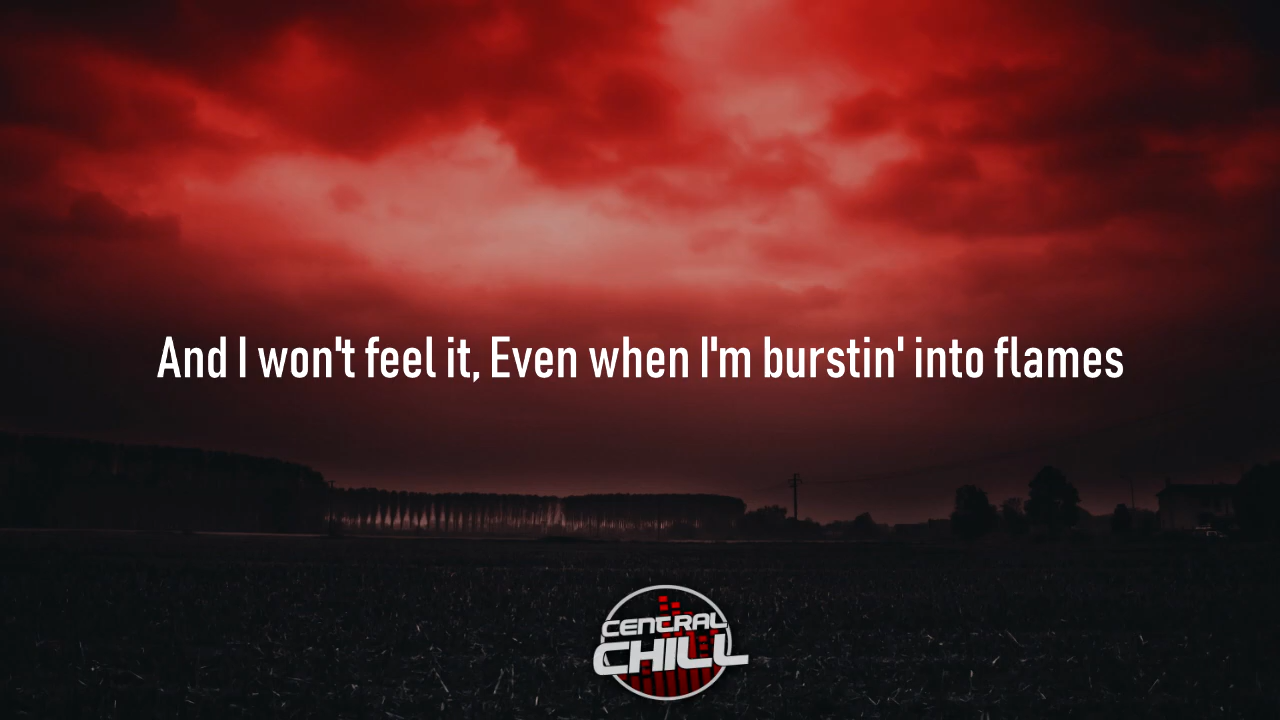 And I won't feel it, Even when I'm burstin' into flames
CENTRAL
CHILL